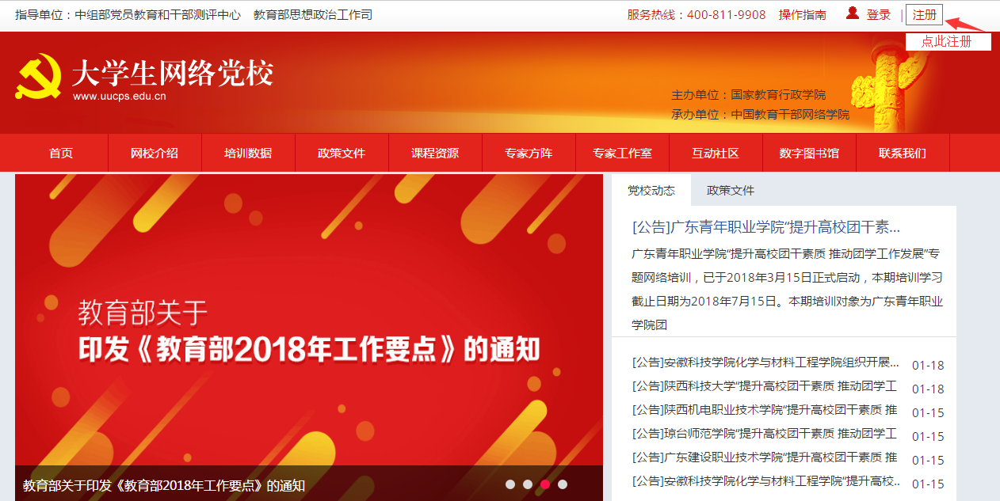 指导单位：中组部党员教育和干部测评中心 教育部思想政治工作司
服务热线：400-811-9908 操作指南 登录 | 注册
点此注册
大学生网络党校
www.uucps.edu.cn
主办单位：国家教育行政学院
承办单位：中国教育干部网络学院
首页 网校介绍 培训数据 政策文件 课程资源 专家方阵 专家工作室 互动社区 数字图书馆 联系我们
教育部关于
印发《教育部2018年工作要点》的通知
教育部关于印发《教育部2018年工作要点》的通知
党校动态 政策文件
[公告]广东青年职业学院“提升高校团干素...
广东青年职业学院“提升高校团干素质 推动团学工作发展”专
题网络培训，已于2018年3月15日正式启动，本期培训学习
截止日期为2018年7月15日。本期培训对象为广东青年职业
学院团
[公告]安徽科技学院化学与材料工程学院组织开展... 01-18
[公告]陕西科技大学“提升高校团干素质 推动团学工 01-18
[公告]陕西机电职业技术学院“提升高校团干素质 推 01-15
[公告]琼台师范学院“提升高校团干素质 推动团学工 01-15
[公告]广东建设职业技术学院“提升高校团干素质 推 01-15
[公告]安徽科技学院化学与材料工程学院“提升高校.. 01-15